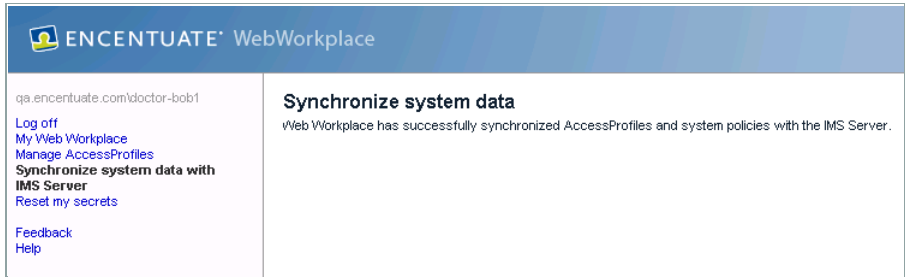 ENCENTUATE® WebWorkplace
qa.encentuate.com\doctor-bob1
Log off
My Web Workplace
Manage AccessProfiles
Synchronize system data with
IMS Server
Reset my secrets
Feedback
Help
Synchronize system data
Web Workplace has successfully synchronized AccessProfiles and system policies with the IMS Server.